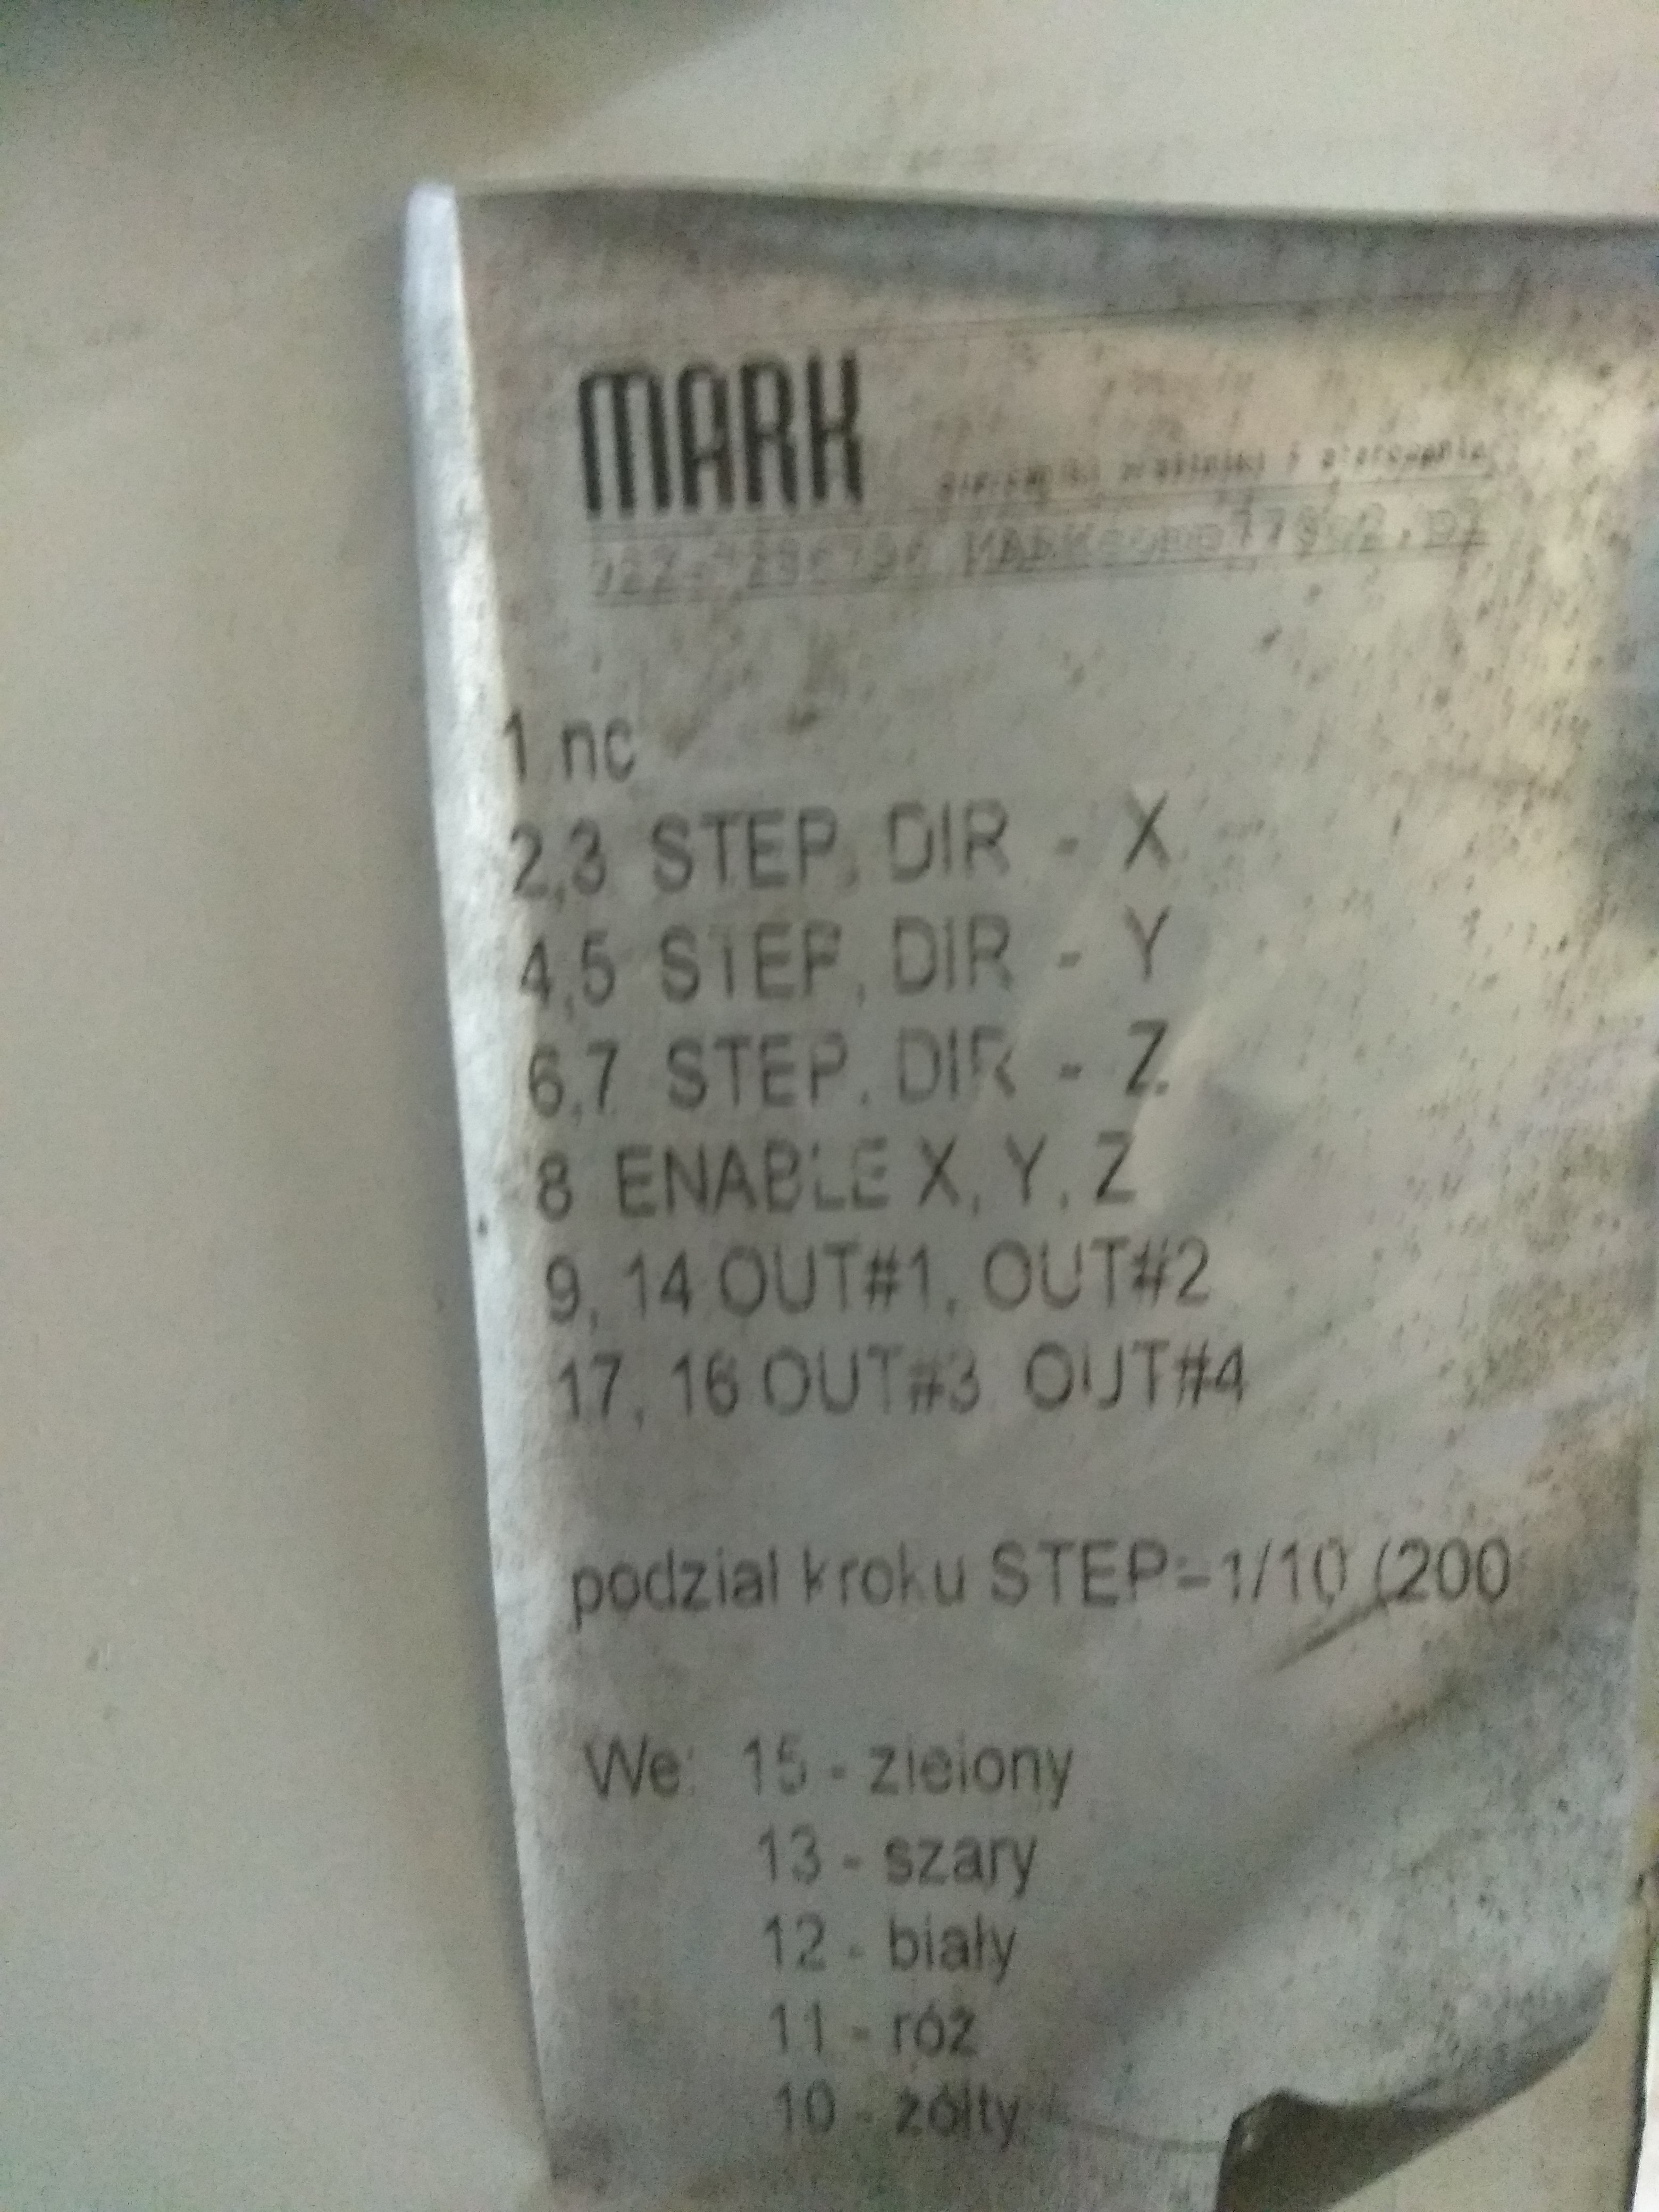 MARK
1 nc
2,3 STEP, DIR - X
4,5 STEP, DIR - Y
6,7 STEP, DIR - Z
8 ENABLE X, Y, Z
9, 14 OUT#1, OUT#2
17, 16 OUT#3 OUT#4
podział kroku STEP=1/10 (200
We: 15 - zielony
13 - szary
12 - biały
11 - róż
10 - żółty